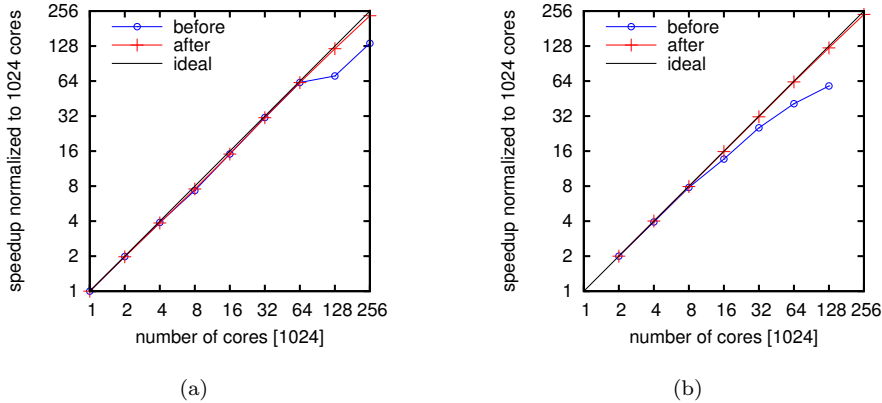 256
128
64
32
16
8
4
2
1
speedup normalized to 1024 cores
before
after
ideal
1 2 4 8 16 32 64 128 256
number of cores [1024]
(a)
256
128
64
32
16
8
4
2
1
speedup normalized to 1024 cores
before
after
ideal
1 2 4 8 16 32 64 128 256
number of cores [1024]
(b)